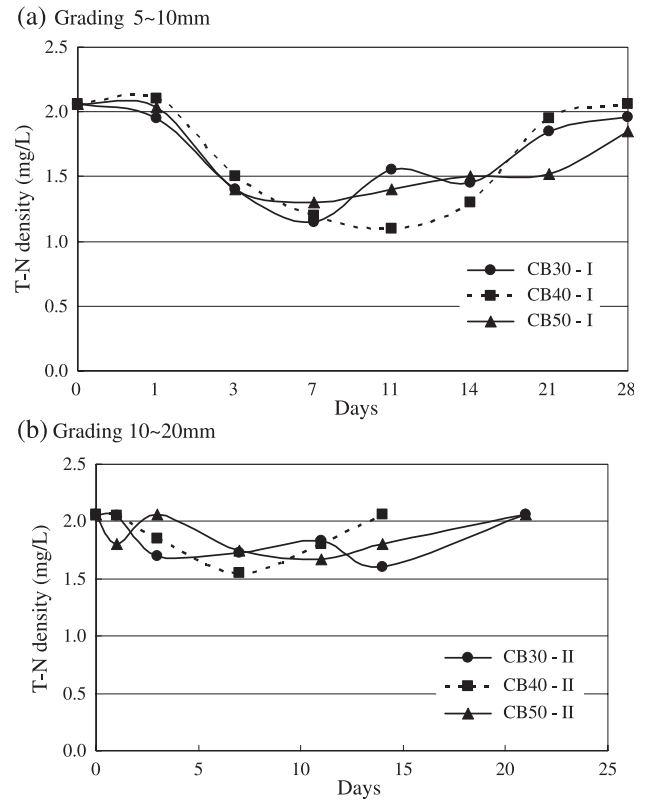 (a) Grading 5~10mm
2.5
2.0
1.5
1.0
0.5
0.0
T-N density (mg/L)
CB30 - I
CB40 - I
CB50 - I
0 1 3 7 11 14 21 28
Days
(b) Grading 10~20mm
2.5
2.0
1.5
1.0
0.5
0.0
T-N density (mg/L)
CB30 - II
CB40 - II
CB50 - II
0 5 10 15 20 25
Days